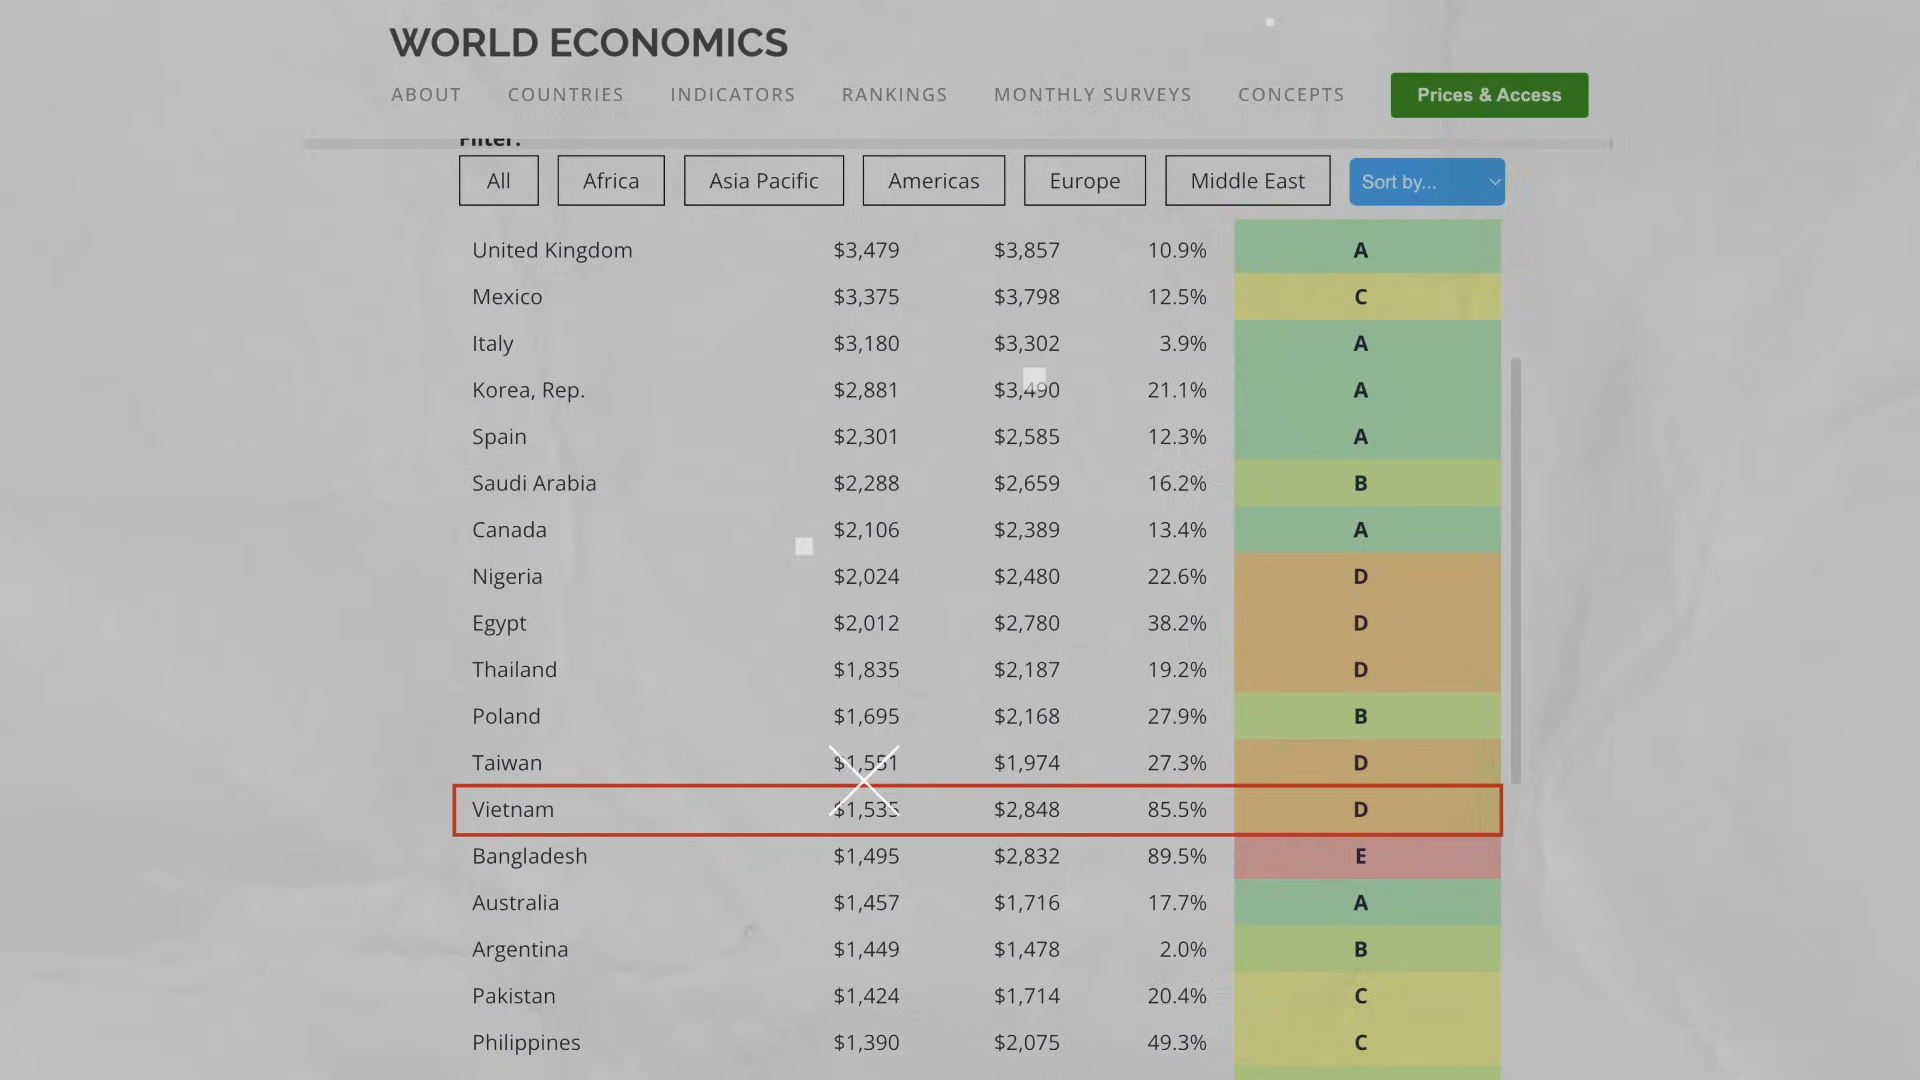 WORLD ECONOMICS
ABOUT COUNTRIES INDICATORS RANKINGS MONTHLY SURVEYS CONCEPTS Prices & Access
Filter:
All Africa Asia Pacific Americas Europe Middle East Sort by...
United Kingdom $3,479 $3,857 10.9% A
Mexico $3,375 $3,798 12.5% C
Italy $3,180 $3,302 3.9% A
Korea, Rep. $2,881 $3,490 21.1% A
Spain $2,301 $2,585 12.3% A
Saudi Arabia $2,288 $2,659 16.2% B
Canada $2,106 $2,389 13.4% A
Nigeria $2,024 $2,480 22.6% D
Egypt $2,012 $2,780 38.2% D
Thailand $1,835 $2,187 19.2% D
Poland $1,695 $2,168 27.9% B
Taiwan $1,551 $1,974 27.3% D
Vietnam $1,535 $2,848 85.5% D
Bangladesh $1,495 $2,832 89.5% E
Australia $1,457 $1,716 17.7% A
Argentina $1,449 $1,478 2.0% B
Pakistan $1,424 $1,714 20.4% C
Philippines $1,390 $2,075 49.3% C